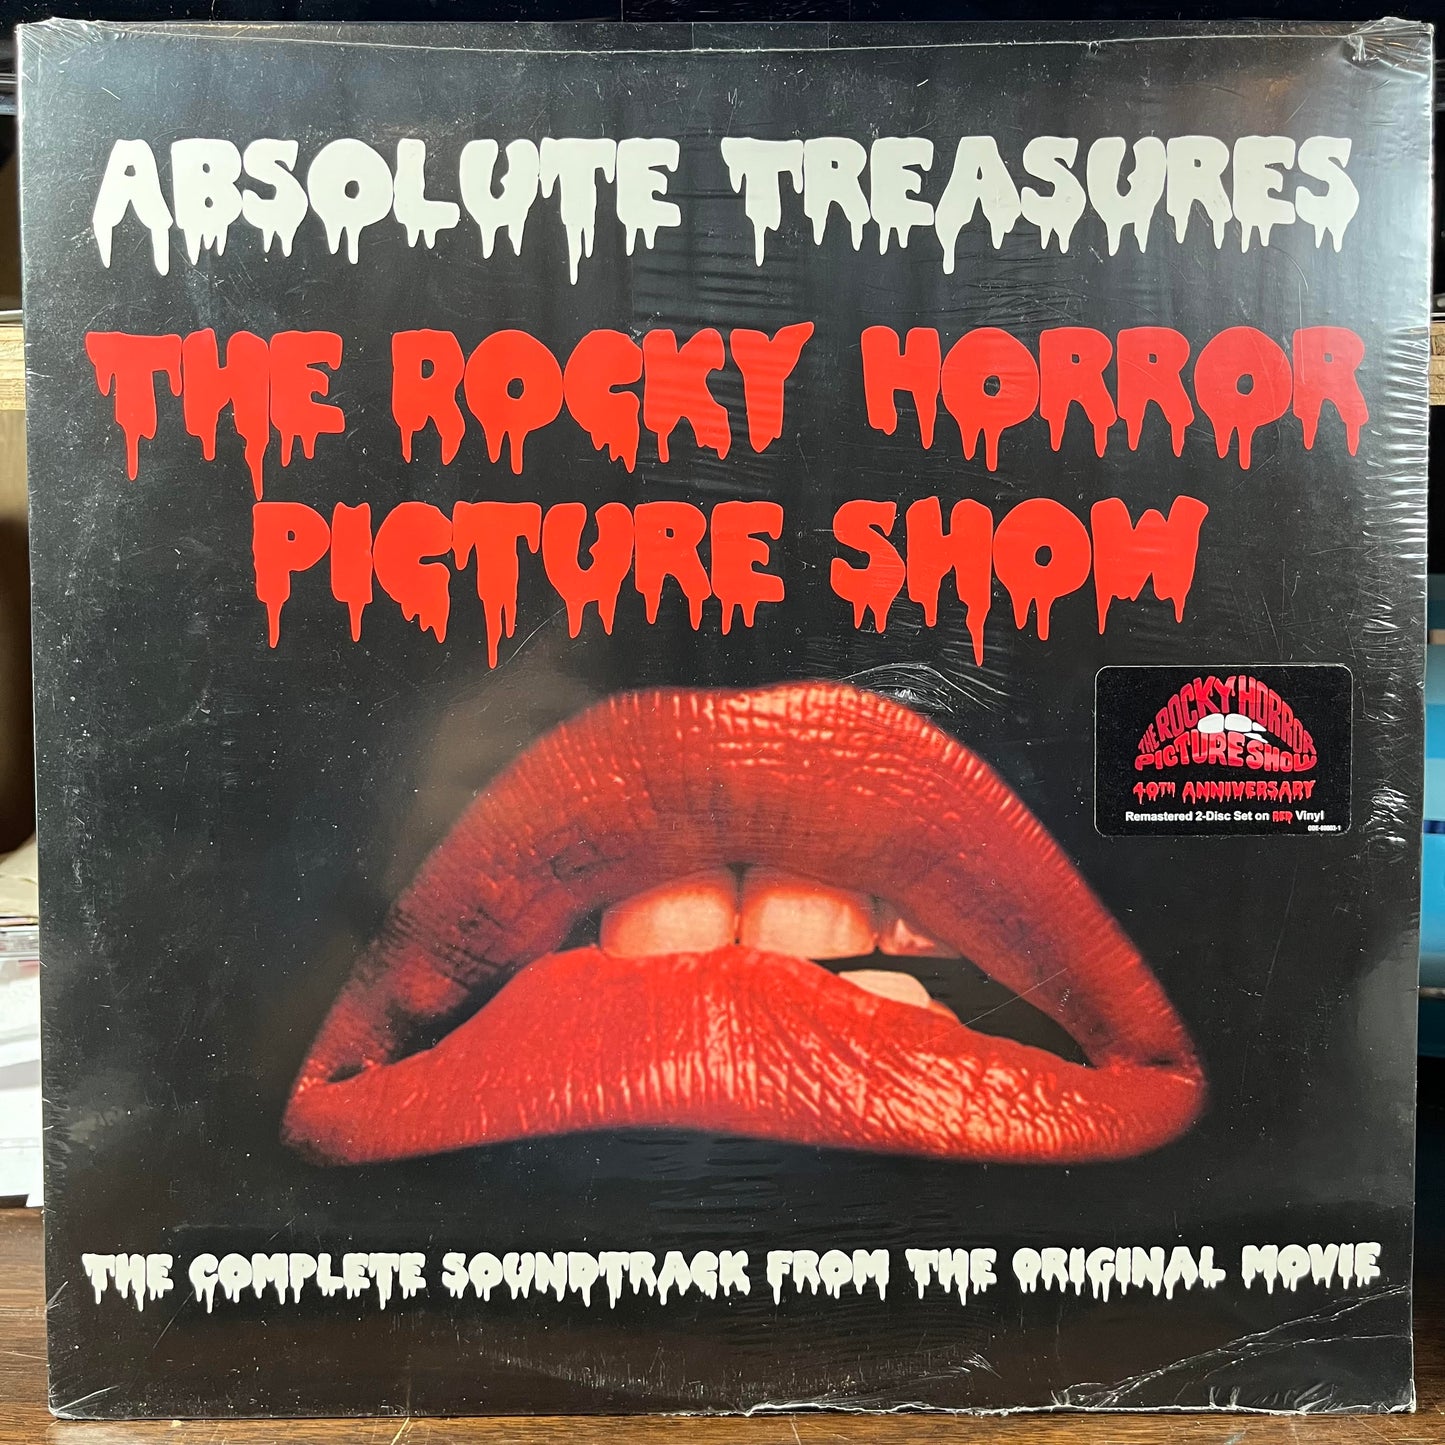 ABSOLUTE TREASURES
THE ROCKY HORROR
PICTURE SHOW
THE ROCKY HORROR
PICTURE SHOW
40TH ANNIVERSARY
Remastered 2-Disc Set on RED Vinyl
THE COMPLETE SOUNDTRACK FROM THE ORIGINAL MOVIE